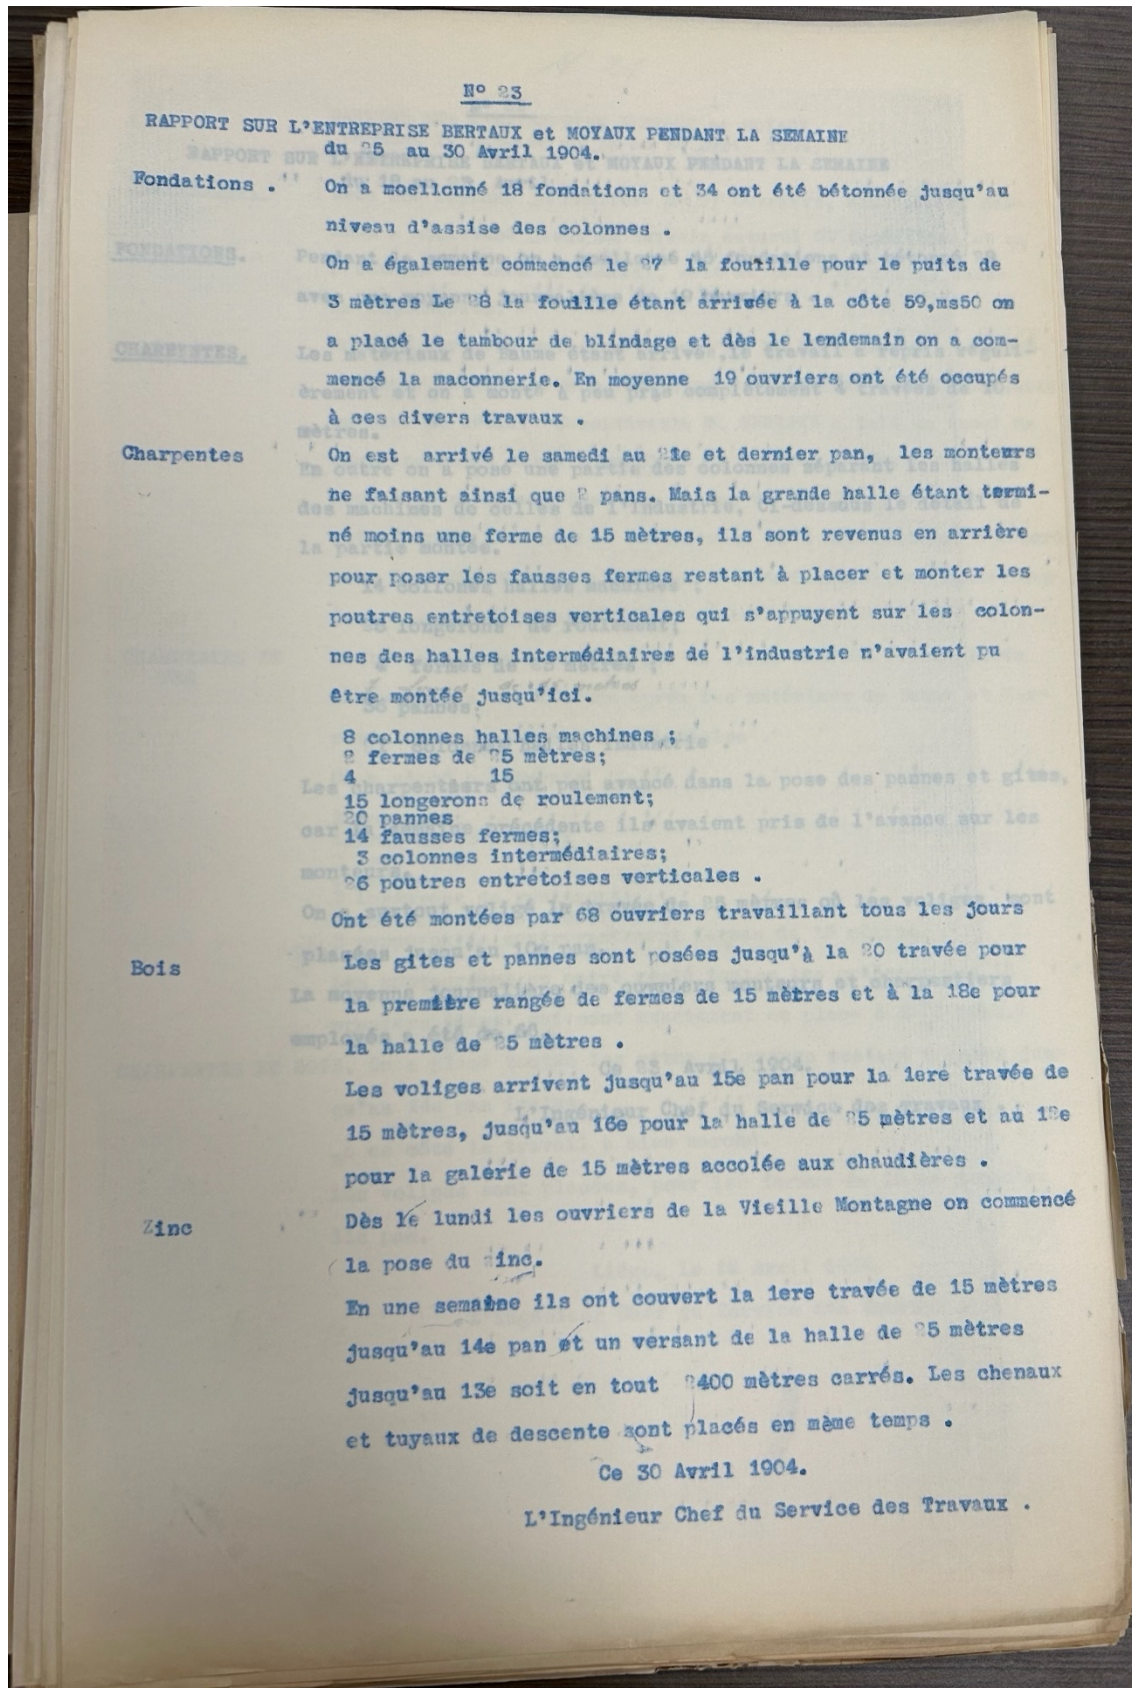 N° 23
RAPPORT SUR L'ENTREPRISE BERTAUX et MOYAUX PENDANT LA SEMAINE
du 25 au 30 Avril 1904.
Fondations . On a moellonné 18 fondations et 34 ont été bétonnée jusqu'au
niveau d'assise des colonnes .
On a également commencé le 27 la foutille pour le puits de
3 mètres Le 28 la fouille étant arrivée à la côte 59,ms50 on
a placé le tambour de blindage et dès le lendemain on a com-
mencé la maconnerie. En moyenne 19 ouvriers ont été occupés
à ces divers travaux .
Charpentes On est arrivé le samedi au 21e et dernier pan, les monteurs
ne faisant ainsi que 2 pans. Mais la grande halle étant termi-
né moins une ferme de 15 mètres, ils sont revenus en arrière
pour poser les fausses fermes restant à placer et monter les
poutres entretoises verticales qui s'appuyent sur les colon-
nes des halles intermédiaires de l'industrie n'avaient pu
etre montée jusqu'ici.
8 colonnes halles machines ;
2 fermes de 25 mètres;
4 15
15 longerons de roulement;
20 pannes
14 fausses fermes;
3 colonnes intermédiaires;
26 poutres entretoises verticales .
Ont été montées par 68 ouvriers travaillant tous les jours
Bois Les gites et pannes sont posées jusqu'à la 20 travée pour
la première rangée de fermes de 15 mètres et à la 18e pour
la halle de 25 mètres .
Les voliges arrivent jusqu'au 15e pan pour la 1ere travée de
15 mètres, jusqu'au 16e pour la halle de 25 mètres et au 12e
pour la galerie de 15 mètres accolée aux chaudières .
Zinc Dès le lundi les ouvriers de la Vieille Montagne on commencé
la pose du zinc.
En une semaine ils ont couvert la 1ere travée de 15 mètres
jusqu'au 14e pan et un versant de la halle de 25 mètres
jusqu'au 13e soit en tout 2400 mètres carrés. Les chenaux
et tuyaux de descente sont placés en mème temps .
Ce 30 Avril 1904.
L'Ingénieur Chef du Service des Travaux .